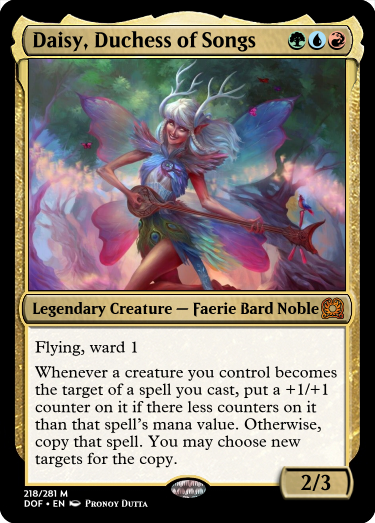 Daisy, Duchess of Songs
Legendary Creature — Faerie Bard Noble
Flying, ward 1
Whenever a creature you control becomes
the target of a spell you cast, put a +1/+1
counter on it if there less counters on it
than that spell's mana value. Otherwise,
copy that spell. You may choose new
targets for the copy.
2/3
218/281 M
DOF • EN Pronoy Dutta